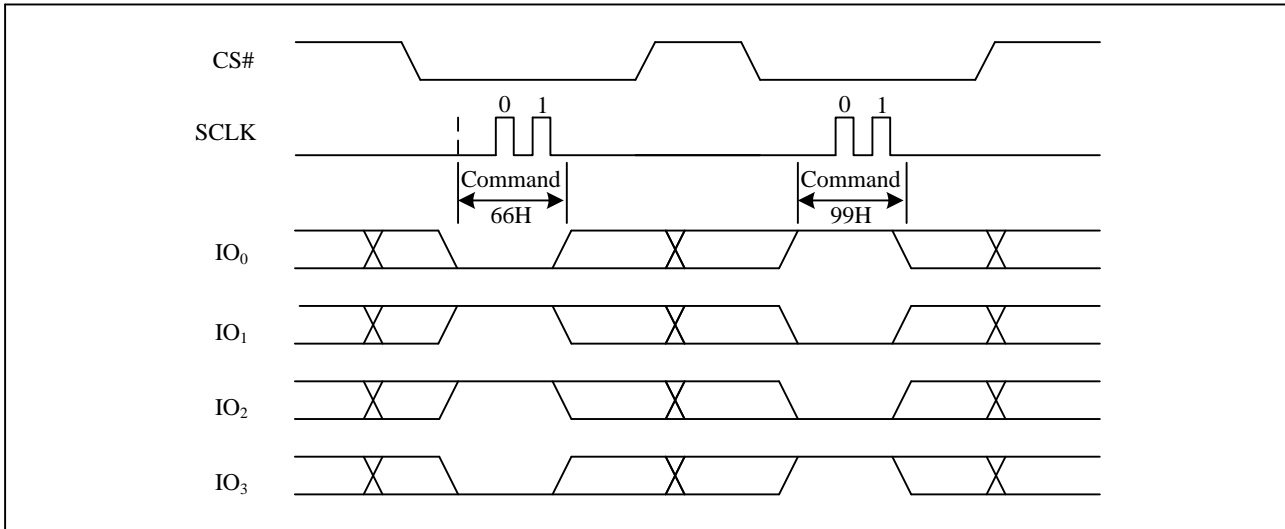 CS#
0 1 0 1
SCLK
Command Command
66H 99H
IO₀
IO₁
IO₂
IO₃